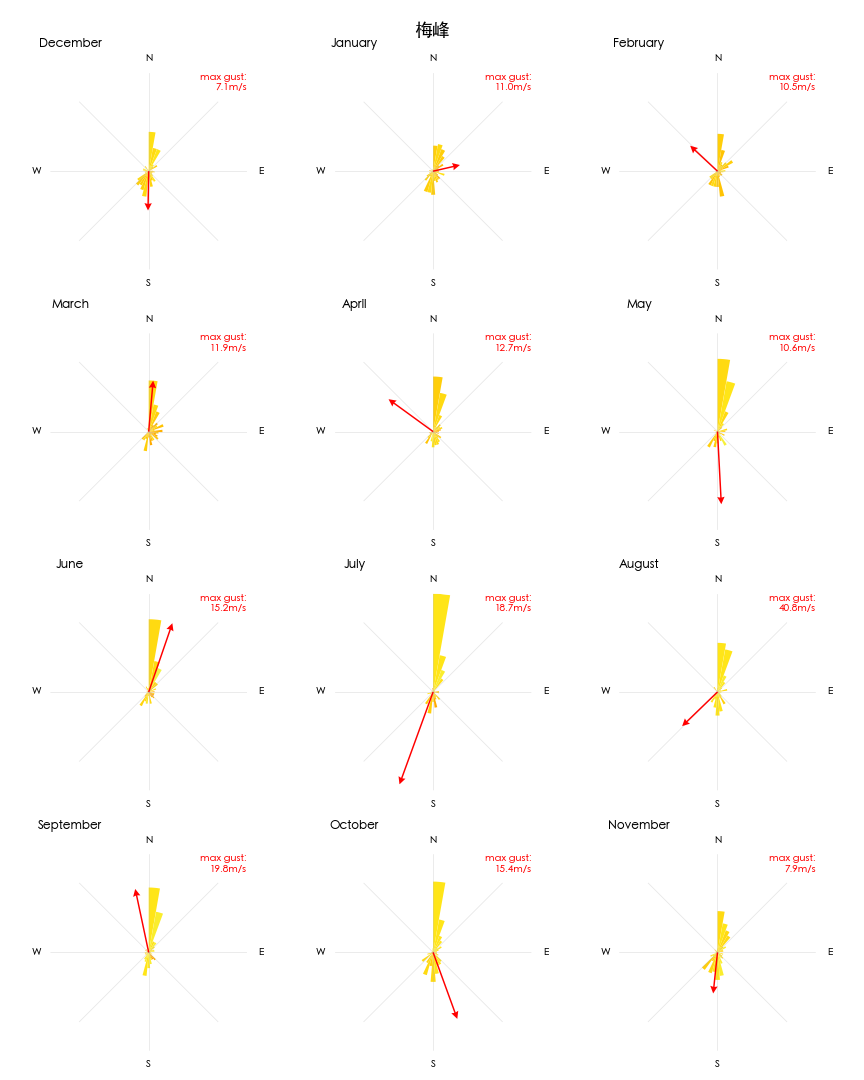 梅峰
December
N
max gust:
7.1m/s
W
E
S
January
N
max gust:
11.0m/s
W
E
S
February
N
max gust:
10.5m/s
W
E
S
March
N
max gust:
11.9m/s
W
E
S
April
N
max gust:
12.7m/s
W
E
S
May
N
max gust:
10.6m/s
W
E
S
June
N
max gust:
15.2m/s
W
E
S
July
N
max gust:
18.7m/s
W
E
S
August
N
max gust:
40.8m/s
W
E
S
September
N
max gust:
19.8m/s
W
E
S
October
N
max gust:
15.4m/s
W
E
S
November
N
max gust:
7.9m/s
W
E
S